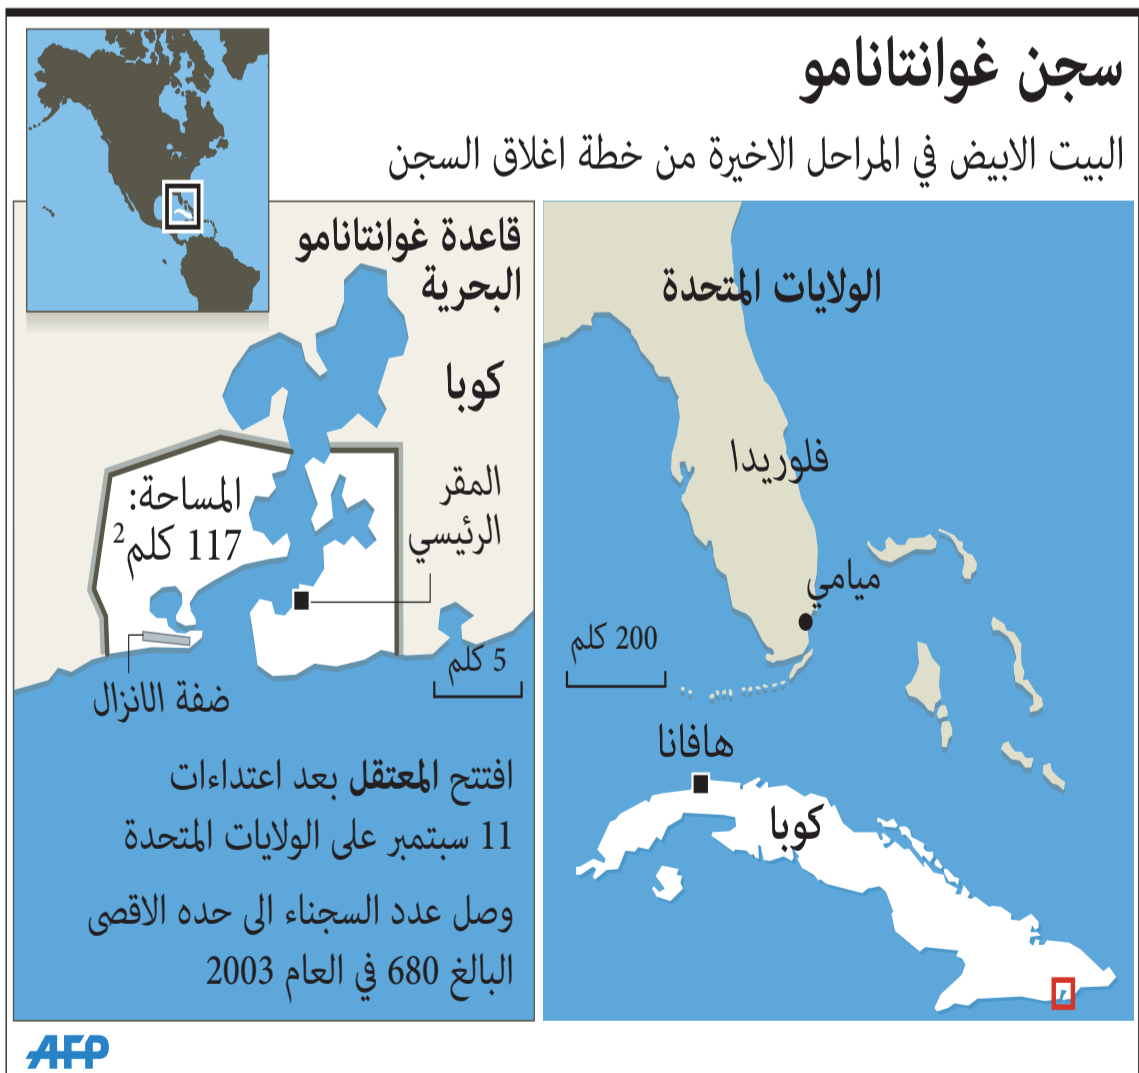 سجن غوانتانامو
البيت الابيض في المراحل الاخيرة من خطة اغلاق السجن
الولايات المتحدة
فلوريدا
ميامي
200 كلم
هافانا
كوبا
قاعدة غوانتانامو
البحرية
كوبا
المقر
الرئيسي
المساحة:
117 كلم²
5 كلم
ضفة الانزال
افتتح المعتقل بعد اعتداءات
11 سبتمبر على الولايات المتحدة
وصل عدد السجناء الى حده الاقصى
البالغ 680 في العام 2003
AFP